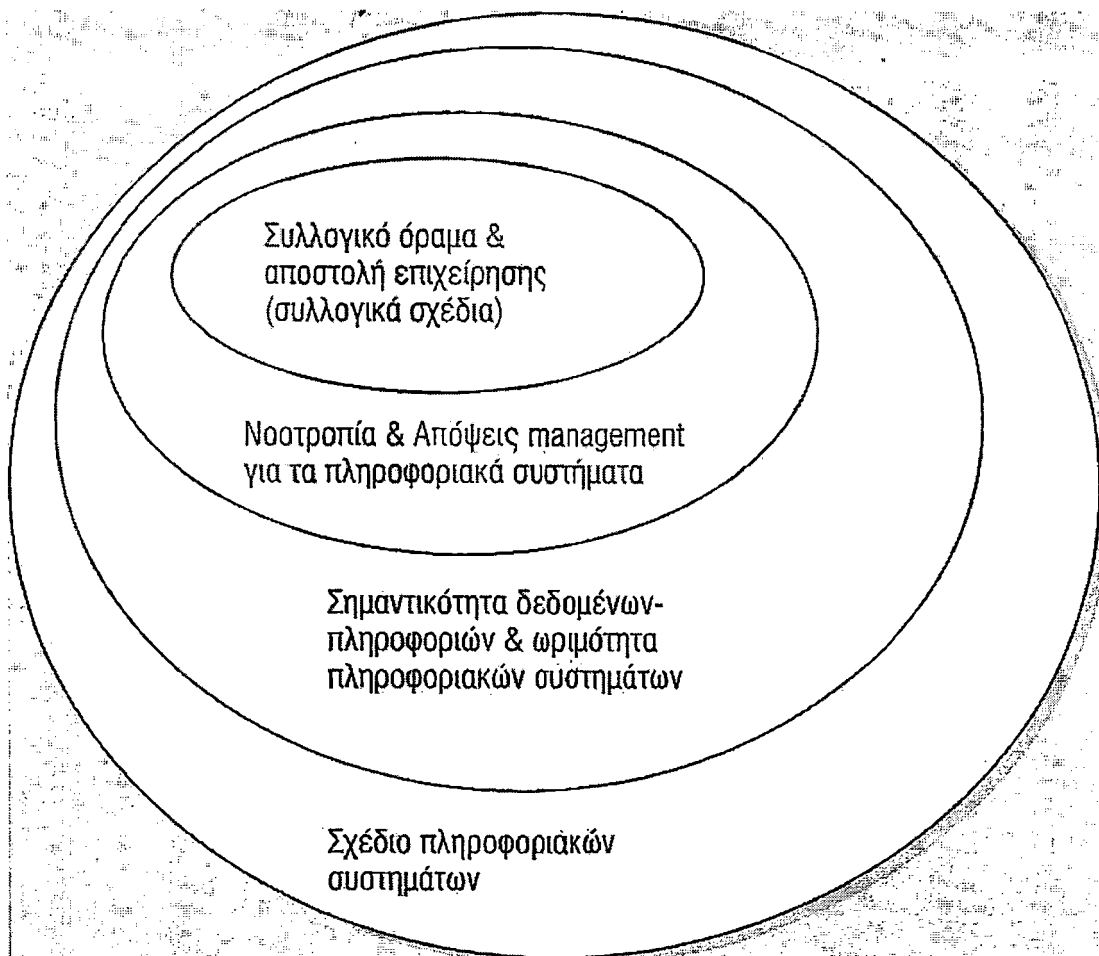 Συλλογικό όραμα &
αποστολή επιχείρησης
(συλλογικά σχέδια)
Νοοτροπία & Απόψεις management
για τα πληροφοριακά συστήματα
Σημαντικότητα δεδομένων-
πληροφοριών & ωριμότητα
πληροφοριακών συστημάτων
Σχέδιο πληροφοριακών
συστημάτων